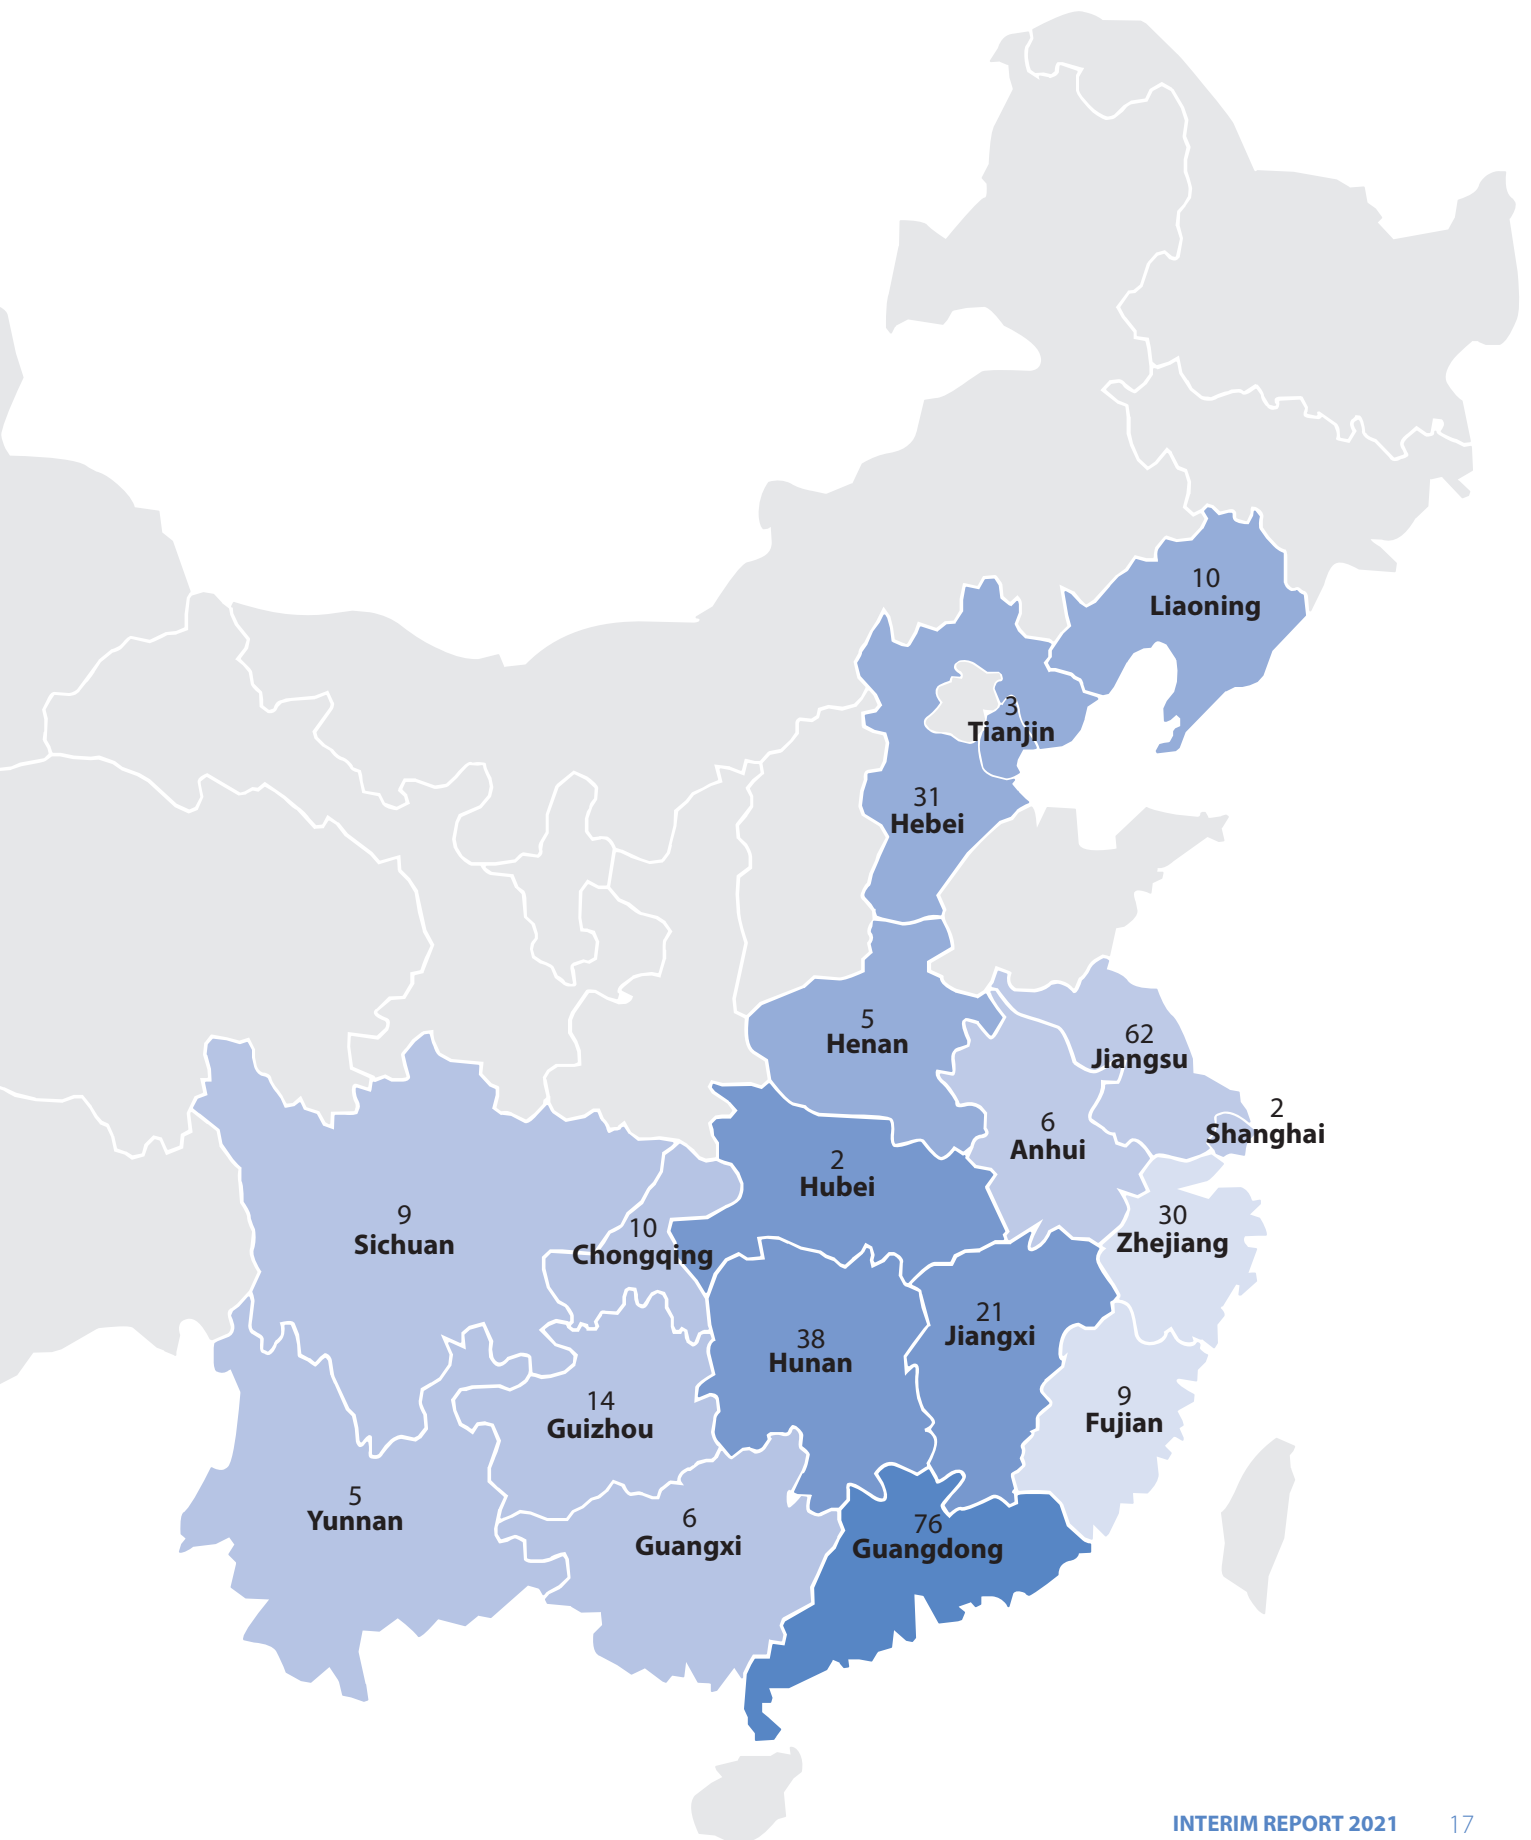 10
Liaoning
3
Tianjin
31
Hebei
5
Henan
62
Jiangsu
2
Shanghai
6
Anhui
2
Hubei
9
Sichuan
10
Chongqing
30
Zhejiang
21
Jiangxi
38
Hunan
14
Guizhou
9
Fujian
5
Yunnan
6
Guangxi
76
Guangdong
INTERIM REPORT 2021 17